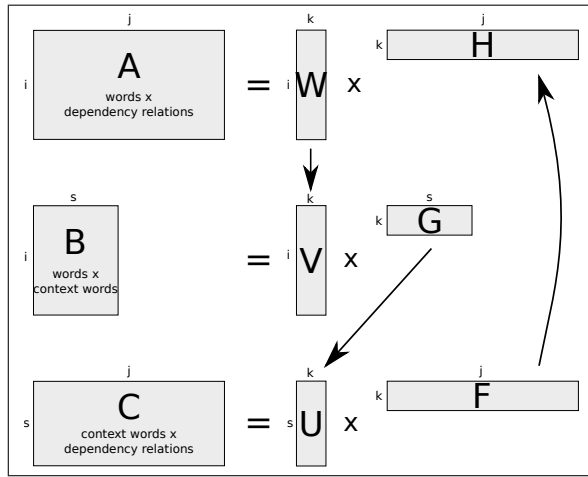 j k j
A = W x H
i i k
words x
dependency relations
s k s
B = V x G
i i k
words x
context words
j k j
C = U x F
s s k
context words x
dependency relations